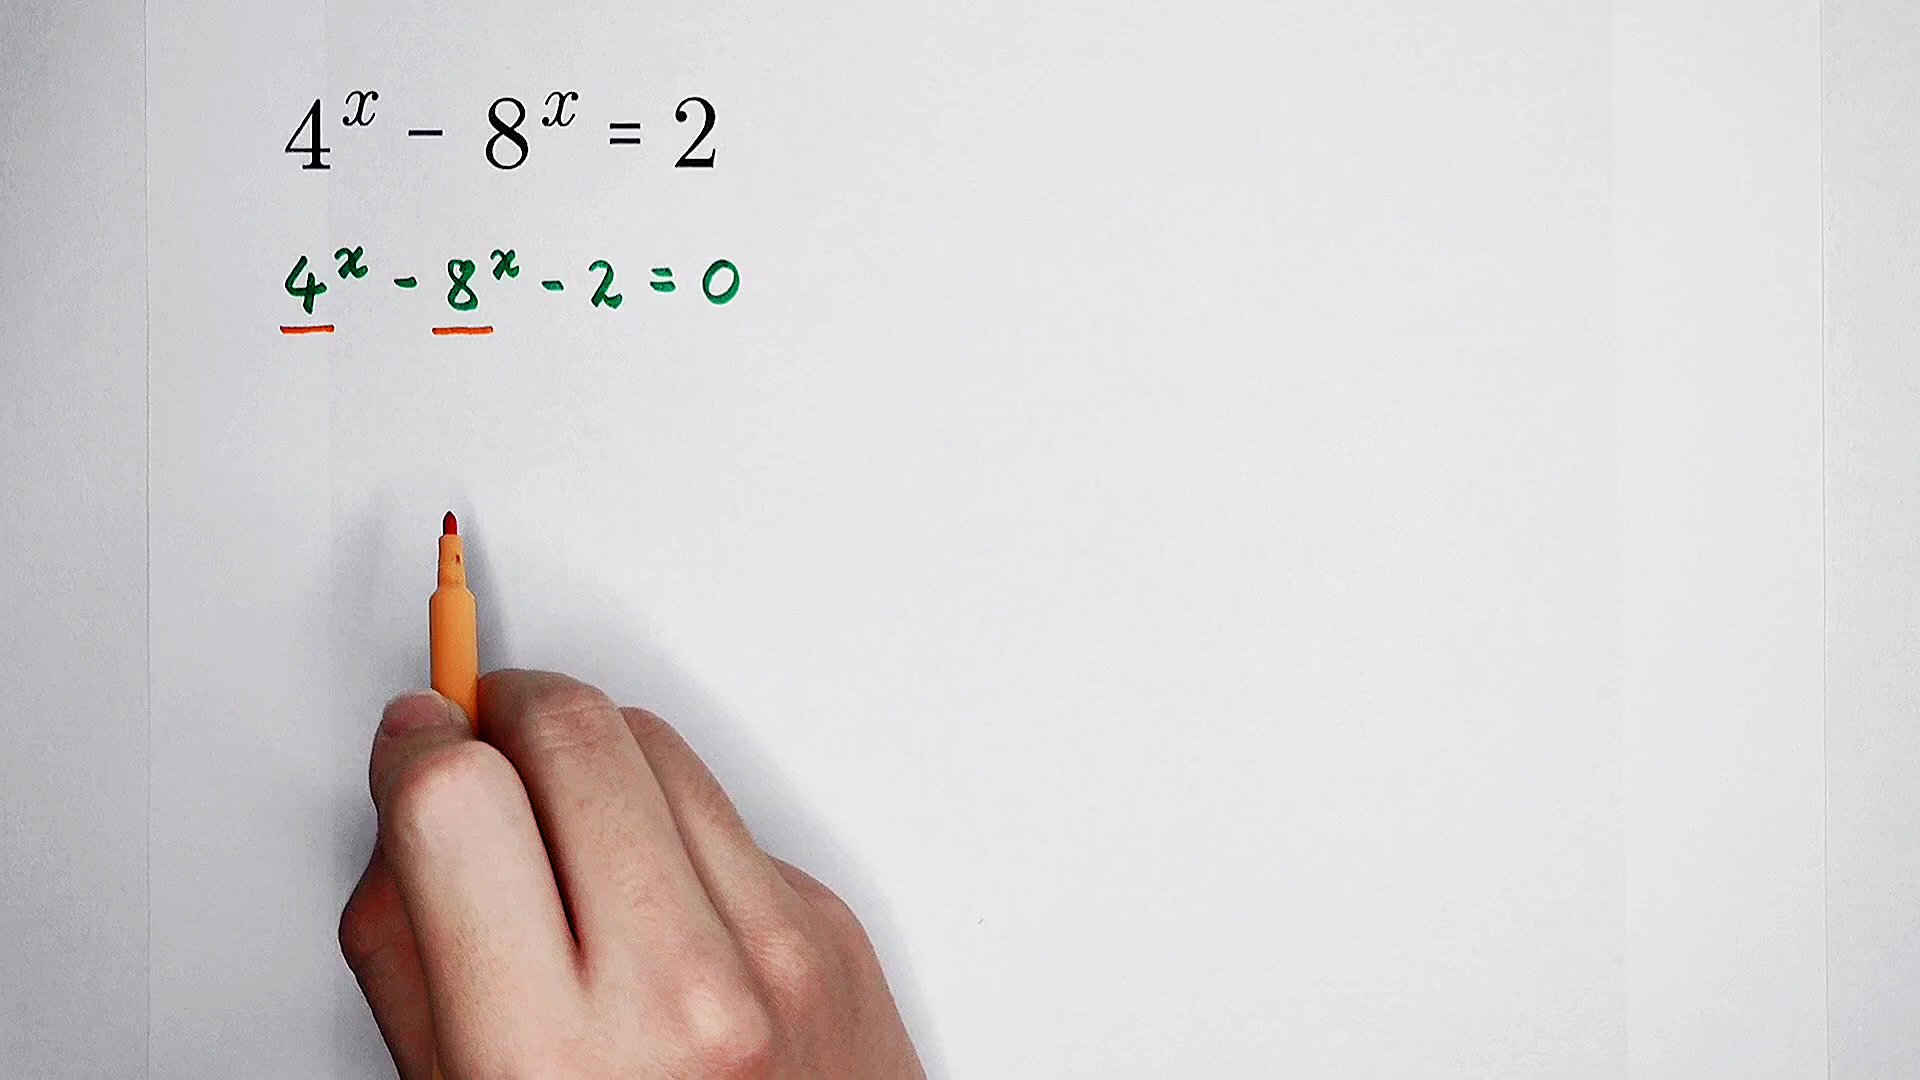 4^x - 8^x = 2
4^x - 8^x - 2 = 0